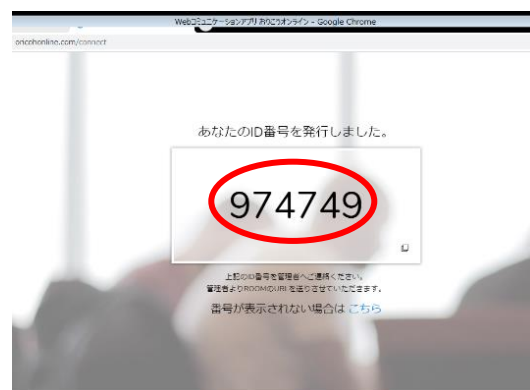 Webコミュニケーションアプリ おりこうオンライン - Google Chrome
oricohonline.com/connect
あなたのID番号を発行しました。
974749
上記のID番号を管理者へご連絡ください。
管理者よりROOMのURLを送りさせていただきます。
番号が表示されない場合は こちら